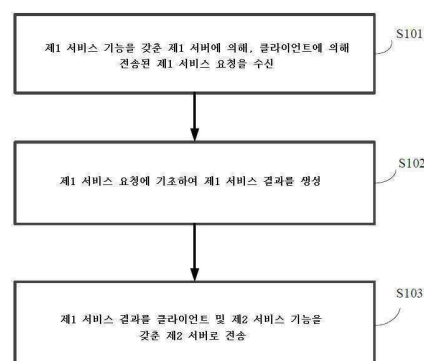 제1 서비스 기능을 갖춘 제1 서버에 의해, 클라이언트에 의해
전송된 제1 서비스 요청을 수신
S101
제1 서비스 요청에 기초하여 제1 서비스 결과를 생성
S102
제1 서비스 결과를 클라이언트 및 제2 서비스 기능을
갖춘 제2 서버로 전송
S103